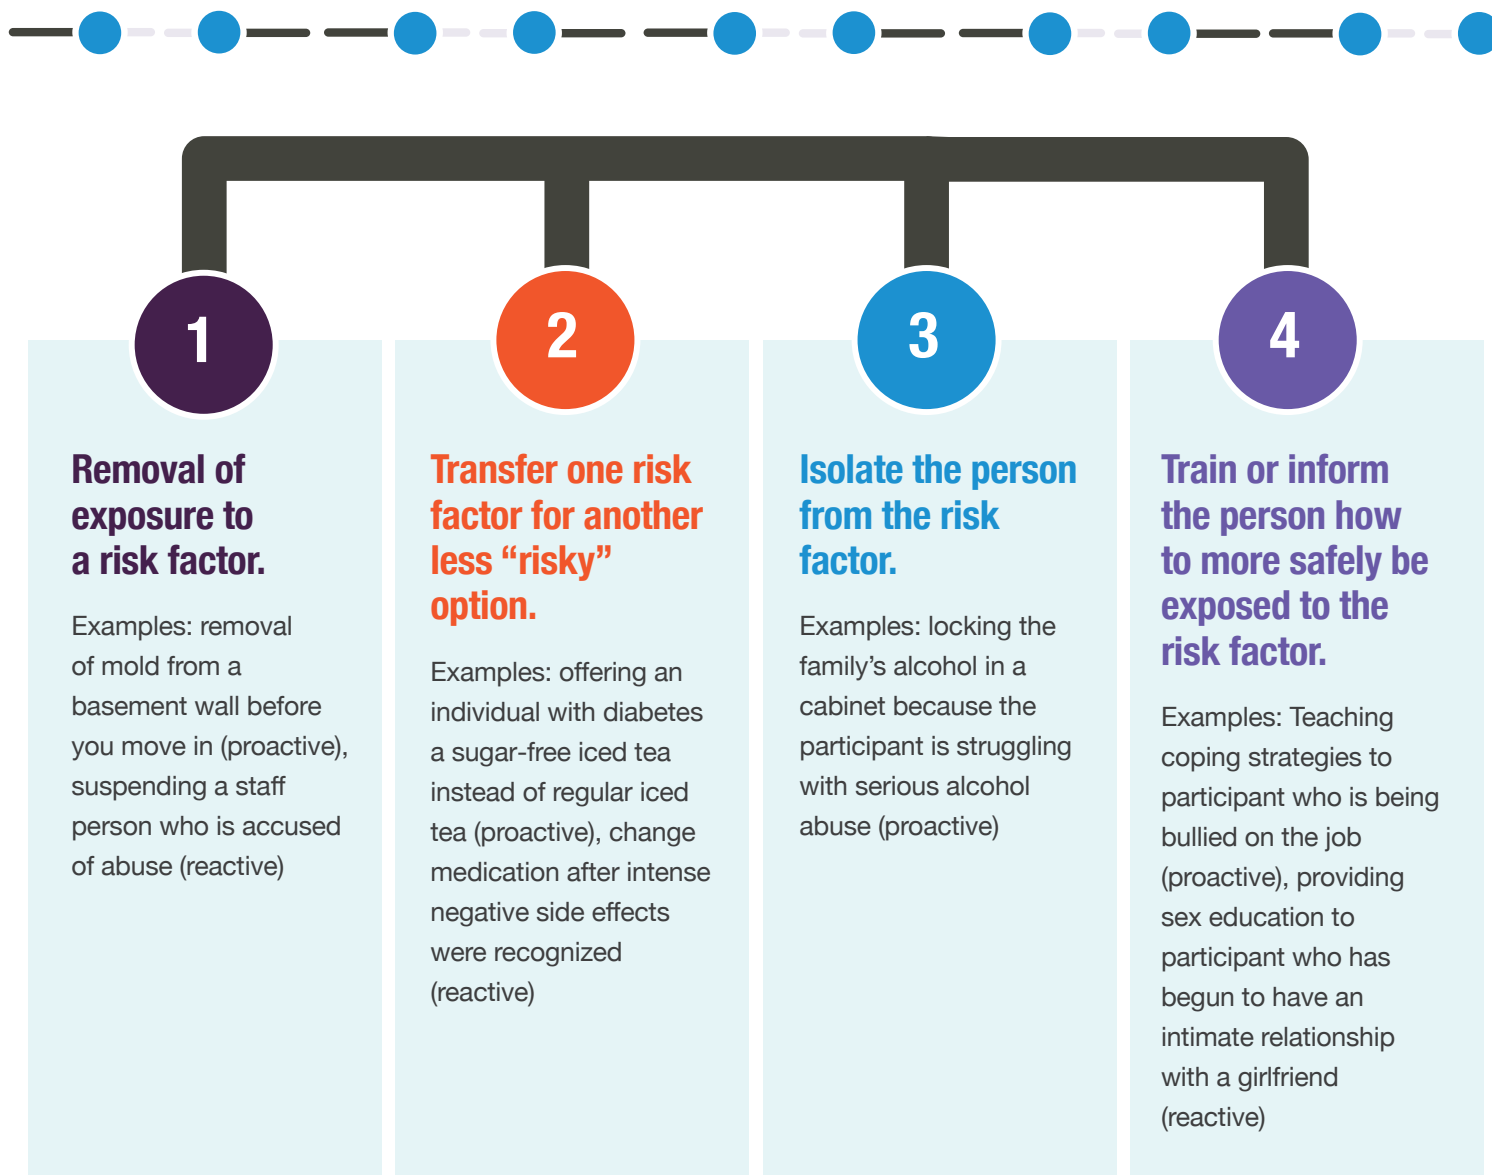 1
Removal of
exposure to
a risk factor.
Examples: removal
of mold from a
basement wall before
you move in (proactive),
suspending a staff
person who is accused
of abuse (reactive)
2
Transfer one risk
factor for another
less “risky”
option.
Examples: offering an
individual with diabetes
a sugar-free iced tea
instead of regular iced
tea (proactive), change
medication after intense
negative side effects
were recognized
(reactive)
3
Isolate the person
from the risk
factor.
Examples: locking the
family’s alcohol in a
cabinet because the
participant is struggling
with serious alcohol
abuse (proactive)
4
Train or inform
the person how
to more safely be
exposed to the
risk factor.
Examples: Teaching
coping strategies to
participant who is being
bullied on the job
(proactive), providing
sex education to
participant who has
begun to have an
intimate relationship
with a girlfriend
(reactive)